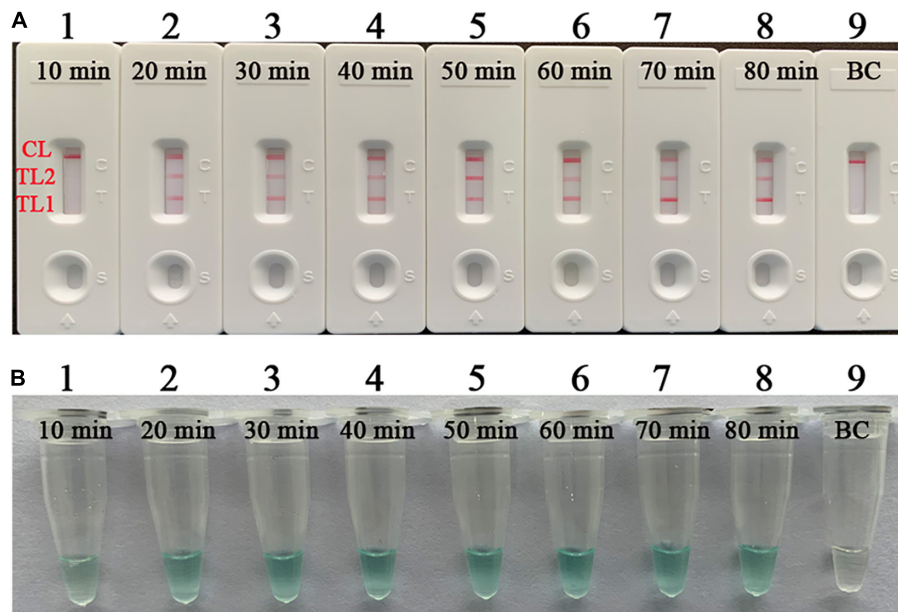 A
1 2 3 4 5 6 7 8 9
10 min 20 min 30 min 40 min 50 min 60 min 70 min 80 min BC
CL
C C C C C C C C C
TL2
T T T T T T T T T
TL1
S S S S S S S S S
B
1 2 3 4 5 6 7 8 9
10 min 20 min 30 min 40 min 50 min 60 min 70 min 80 min BC